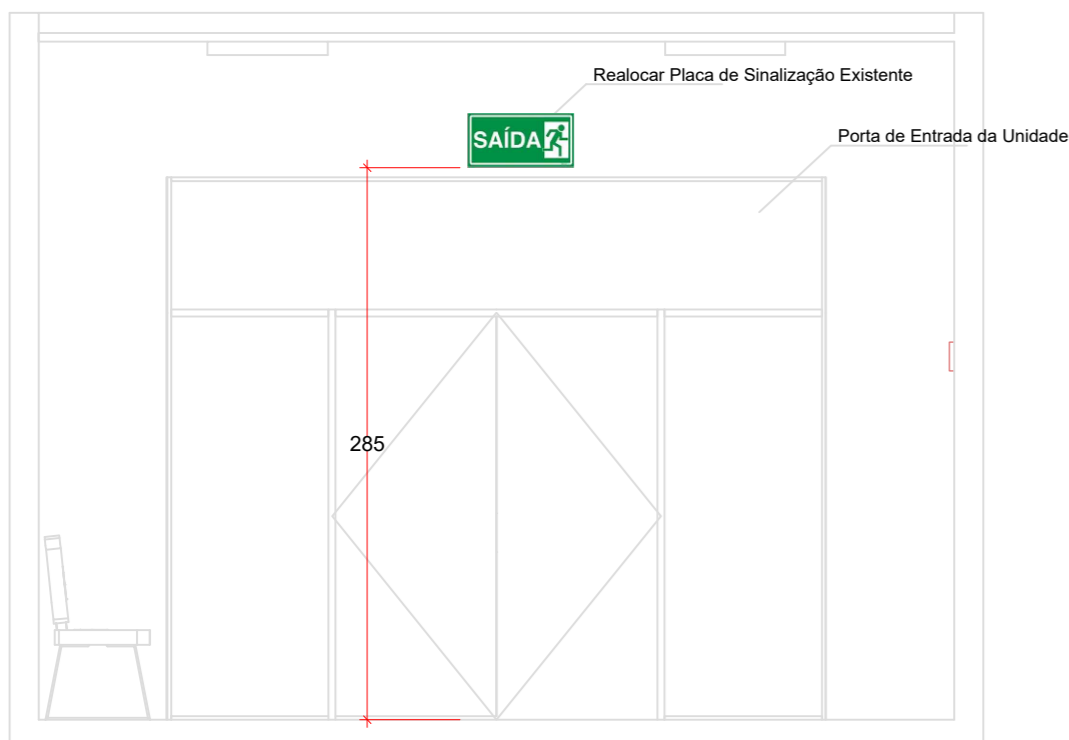 Realocar Placa de Sinalização Existente
SAÍDA
Porta de Entrada da Unidade
285